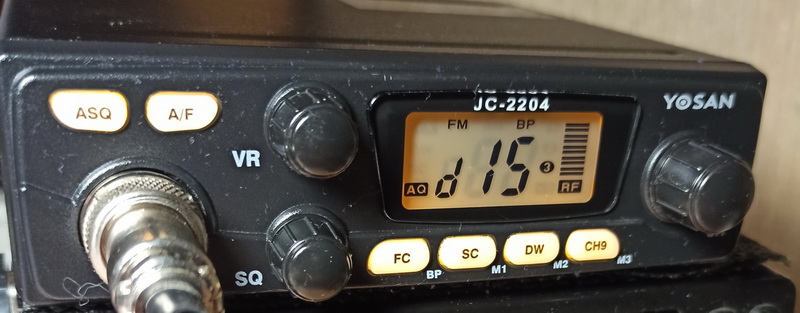 ASQ
A/F
VR
SQ
JC-2204
FM BP
d 15 3
AQ
RF
YOSAN
FC
BP
SC
M1
DW
M2
CH9
M3